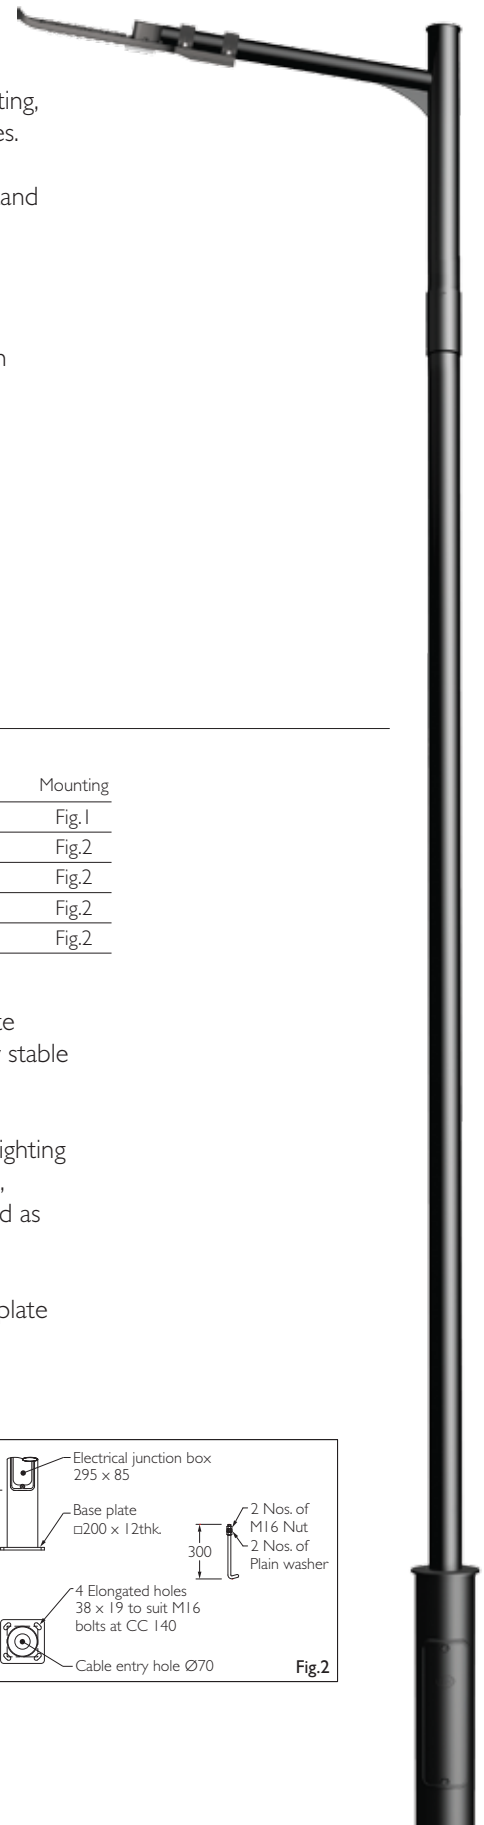 ting,
es.
and
n
Mounting
Fig.1
Fig.2
Fig.2
Fig.2
Fig.2
te
stable
ighting
,
d as
plate
Electrical junction box
295 x 85
Base plate
□200 x 12thk.
300
2 Nos. of
M16 Nut
2 Nos. of
Plain washer
4 Elongated holes
38 x 19 to suit M16
bolts at CC 140
Cable entry hole Ø70
Fig.2